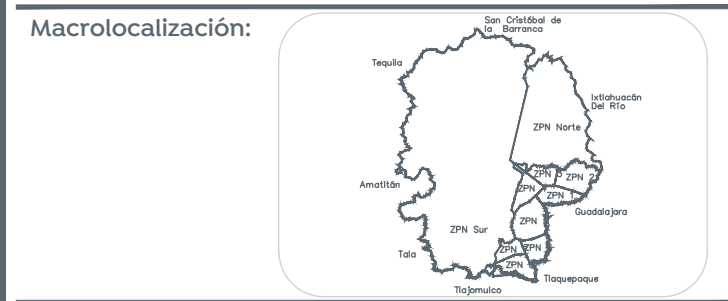 Macrolocalización:
San Cristóbal de
la Barranca
Tequila
Ixtlahuacán
Del Río
ZPN Norte
ZPN
ZPN 2
Amatitán
ZPN
ZPN 1
Guadalajara
ZPN
ZPN Sur
ZPN
ZPN
Tala
ZPN
Tlaquepaque
Tlajomulco